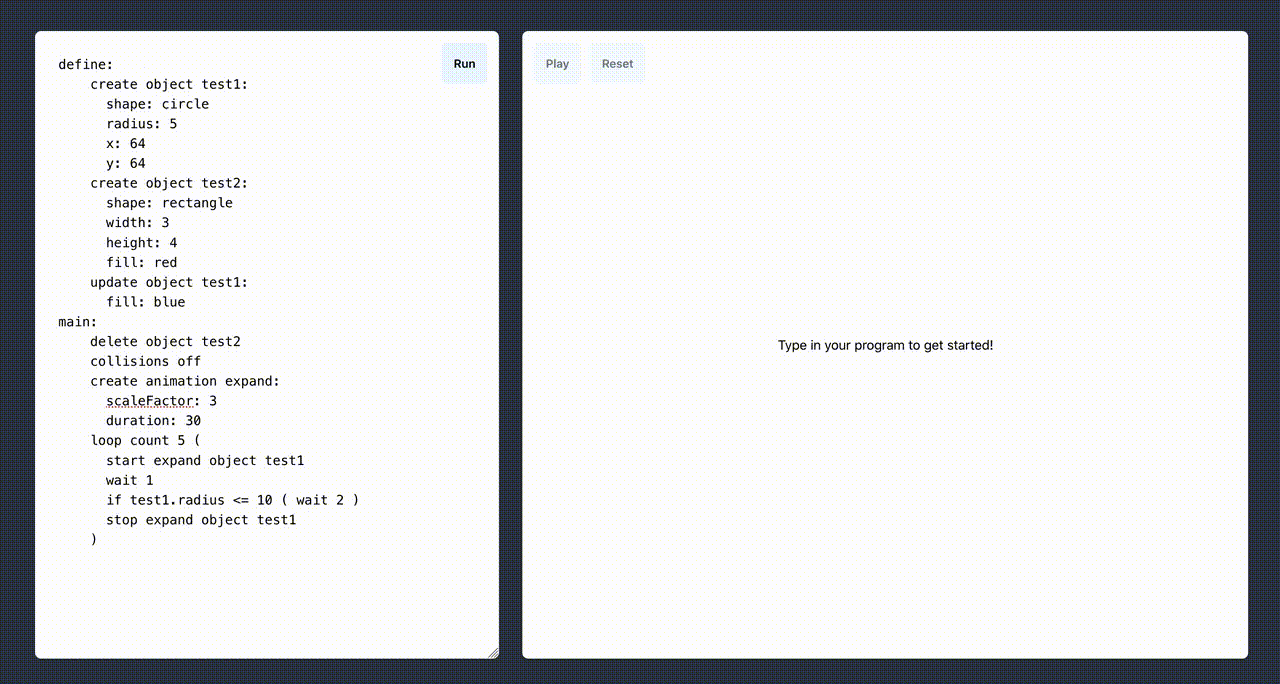 define:
    create object test1:
      shape: circle
      radius: 5
      x: 64
      y: 64
    create object test2:
      shape: rectangle
      width: 3
      height: 4
      fill: red
    update object test1:
      fill: blue
main:
    delete object test2
    collisions off
    create animation expand:
      scaleFactor: 3
      duration: 30
    loop count 5 (
      start expand object test1
      wait 1
      if test1.radius <= 10 ( wait 2 )
      stop expand object test1
    )
Run
Play
Reset
Type in your program to get started!